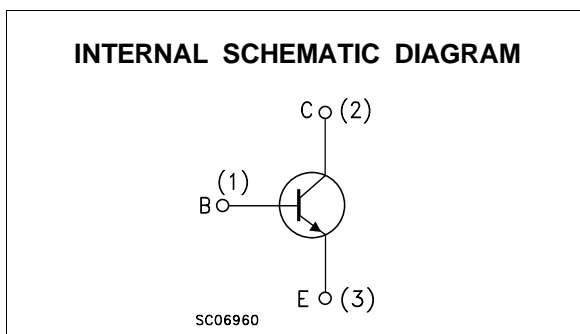 INTERNAL SCHEMATIC DIAGRAM
C (2)
(1)
B
E (3)
SC06960